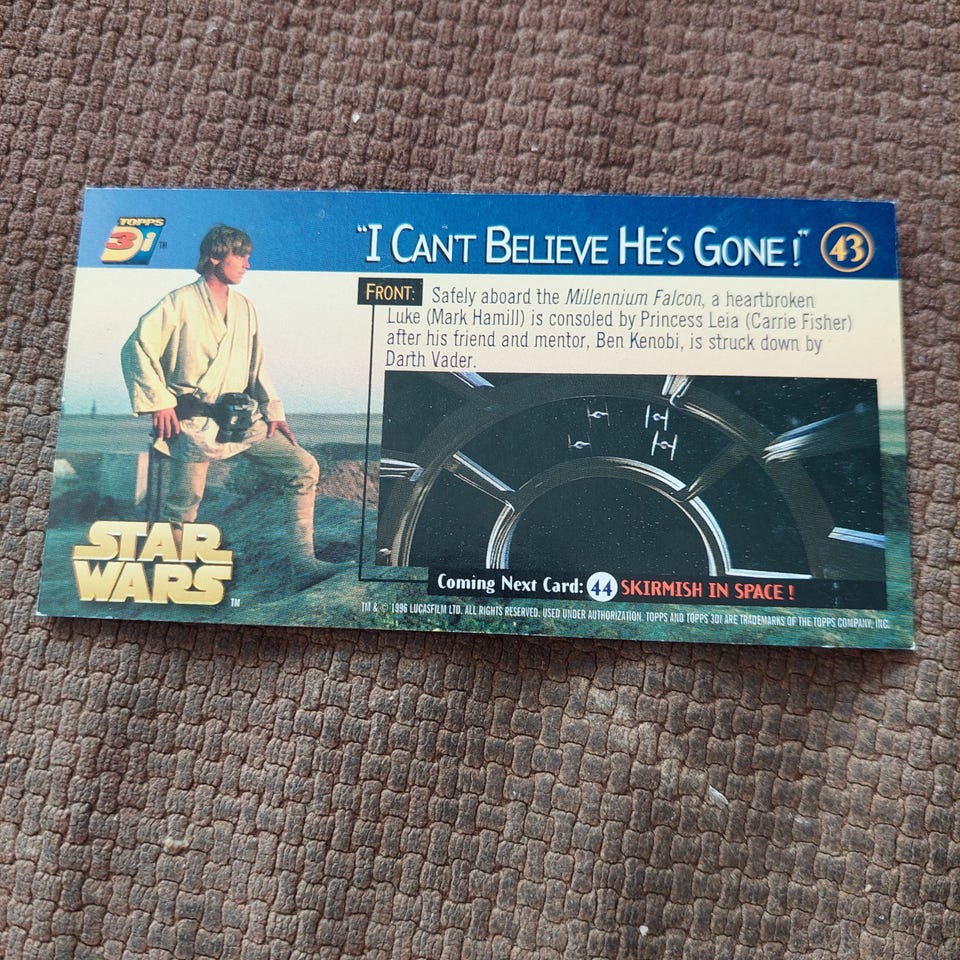 TOPPS
3Di TM
"I CAN'T BELIEVE HE'S GONE!"
43
FRONT: Safely aboard the Millennium Falcon, a heartbroken
Luke (Mark Hamill) is consoled by Princess Leia (Carrie Fisher)
after his friend and mentor, Ben Kenobi, is struck down by
Darth Vader.
STAR
WARS TM
Coming Next Card: 44 SKIRMISH IN SPACE!
TM & © 1996 LUCASFILM LTD. ALL RIGHTS RESERVED. USED UNDER AUTHORIZATION. TOPPS AND TOPPS 3DI ARE TRADEMARKS OF THE TOPPS COMPANY, INC.